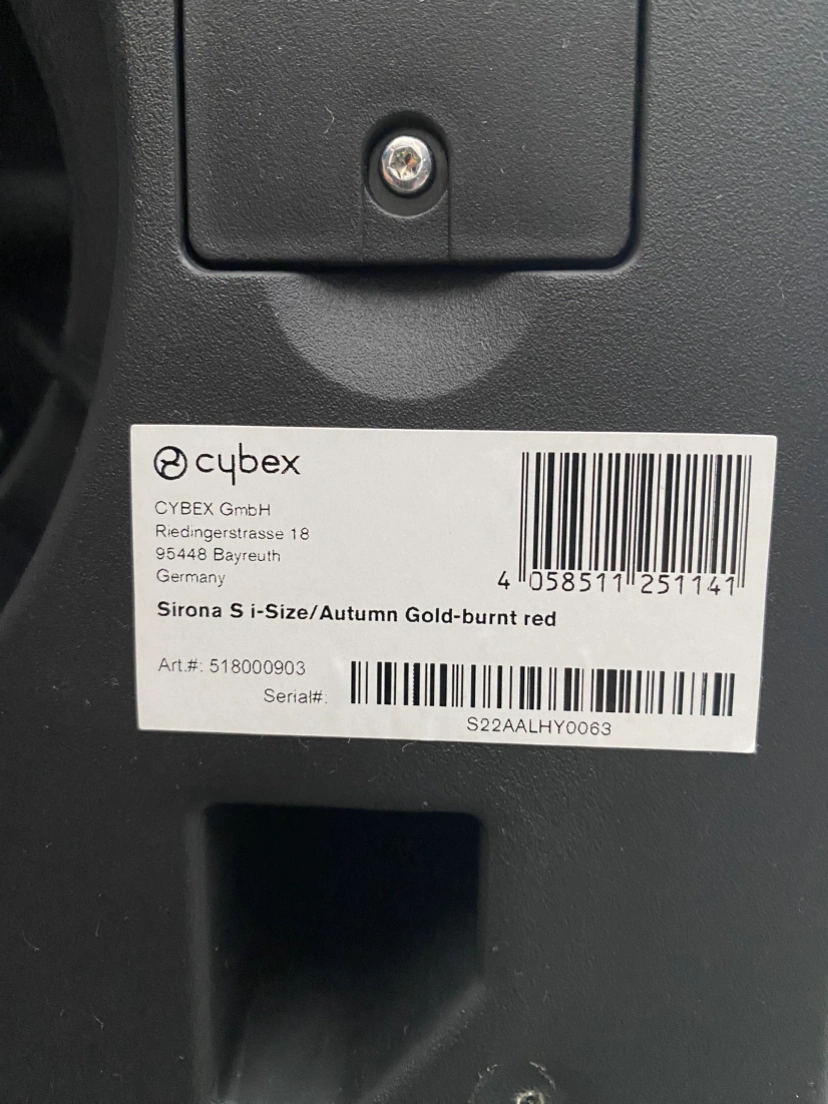 cybex
CYBEX GmbH
Riedingerstrasse 18
95448 Bayreuth
Germany
4 058511 251141
Sirona S i-Size/Autumn Gold-burnt red
Art.#: 518000903
Serial#:
S22AALHY0063